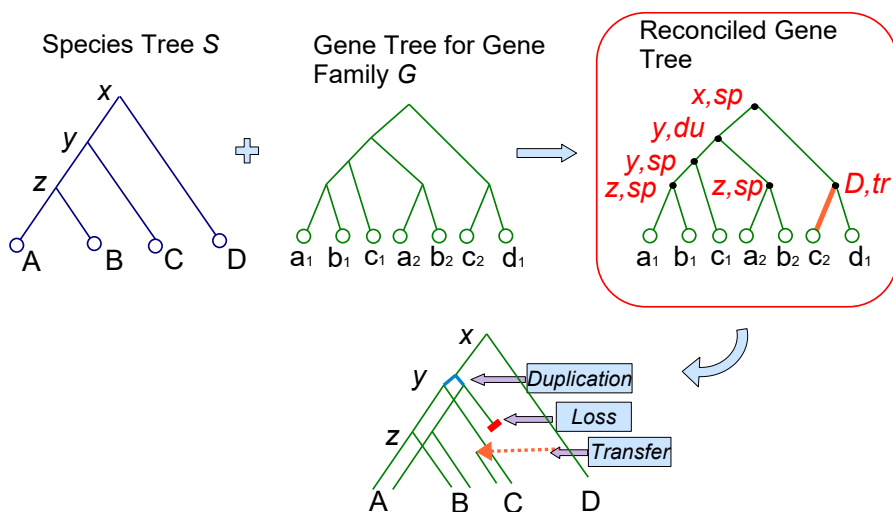 Species Tree S
Gene Tree for Gene
Family G
Reconciled Gene
Tree
x
y
z
A
B
C
D
a1 b1 c1 a2 b2 c2 d1
x,sp
y,du
y,sp
z,sp
z,sp
D,tr
a1 b1 c1 a2 b2 c2 d1
x
y
Duplication
Loss
z
Transfer
A
B
C
D